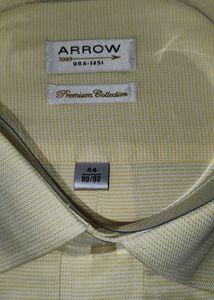 ARROW
USA-1851
Premium Collection
44
90/92